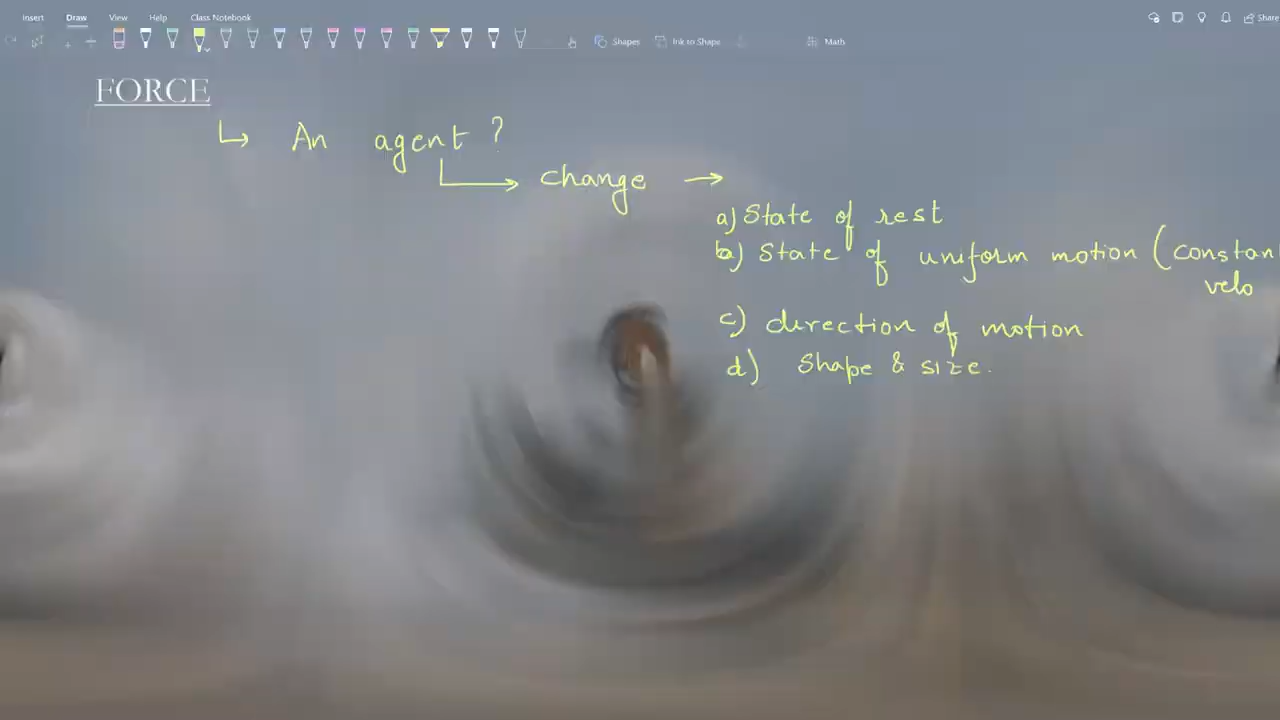 Insert Draw View Help Class Notebook Share
Shapes Ink to Shape Math
FORCE
↳ An agent ?
↳ change →
a) State of rest
b) State of uniform motion (constan
velo
c) direction of motion
d) Shape & size.